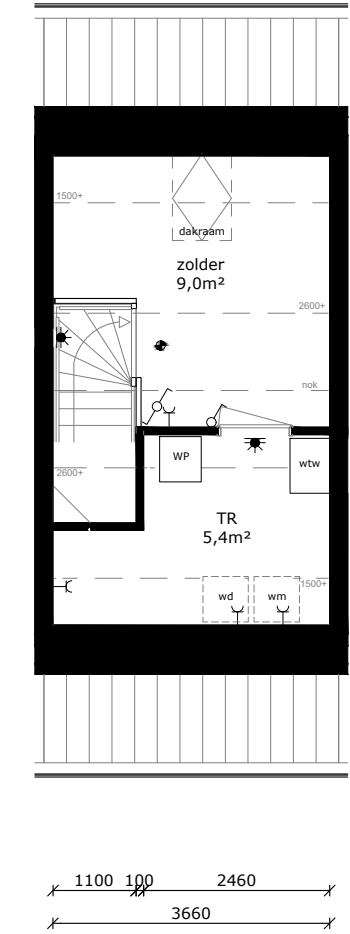 1500+
dakraam
zolder
9,0m²
2600+
nok
WP
wtw
2600+
TR
5,4m²
1500+
wd wm
1100 100 2460
3660